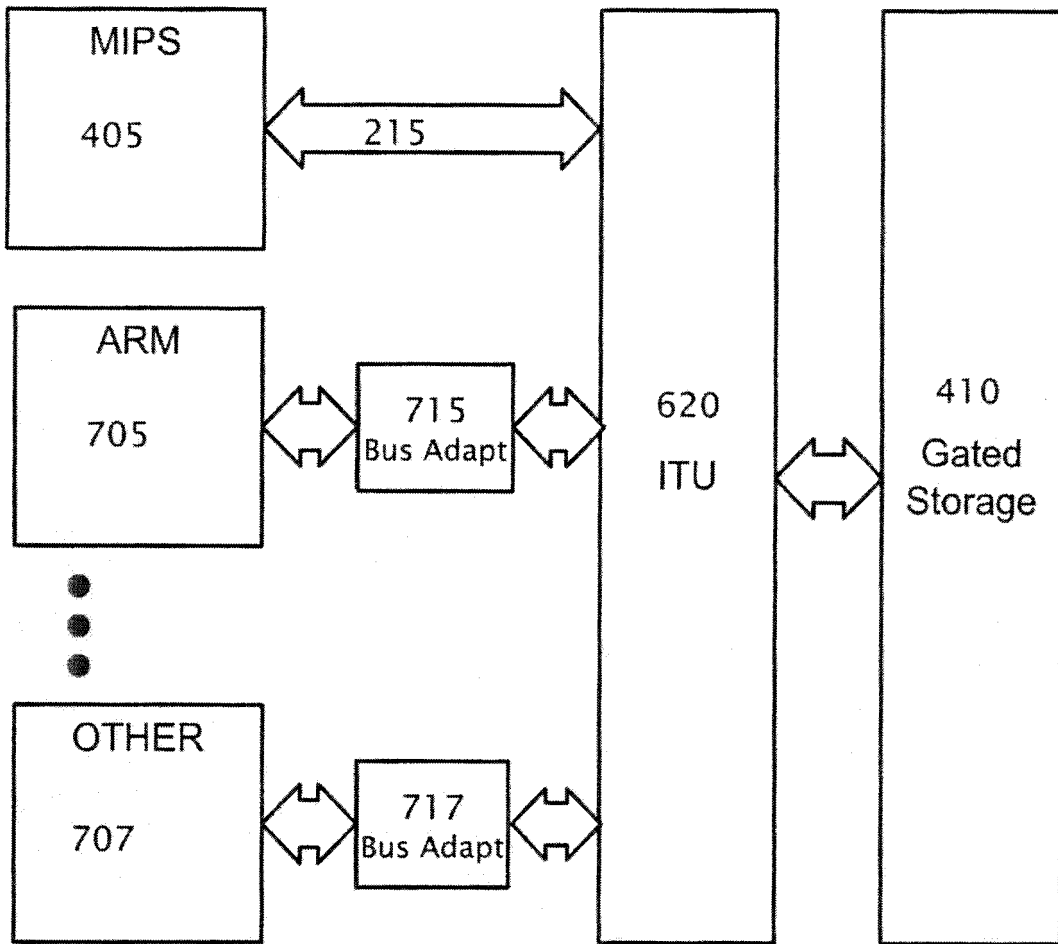 MIPS
405
215
ARM
705
715
Bus Adapt
620
ITU
410
Gated
Storage
OTHER
707
717
Bus Adapt